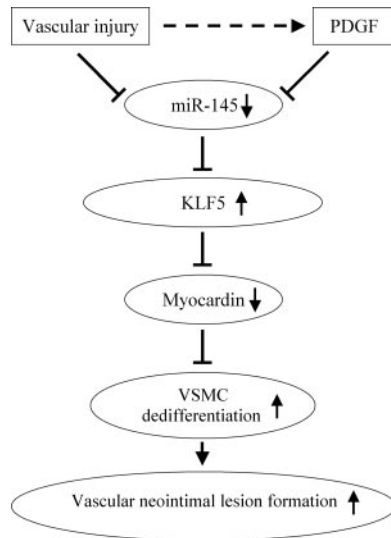 Vascular injury
PDGF
miR-145
KLF5
Myocardin
VSMC
dedifferentiation
Vascular neointimal lesion formation